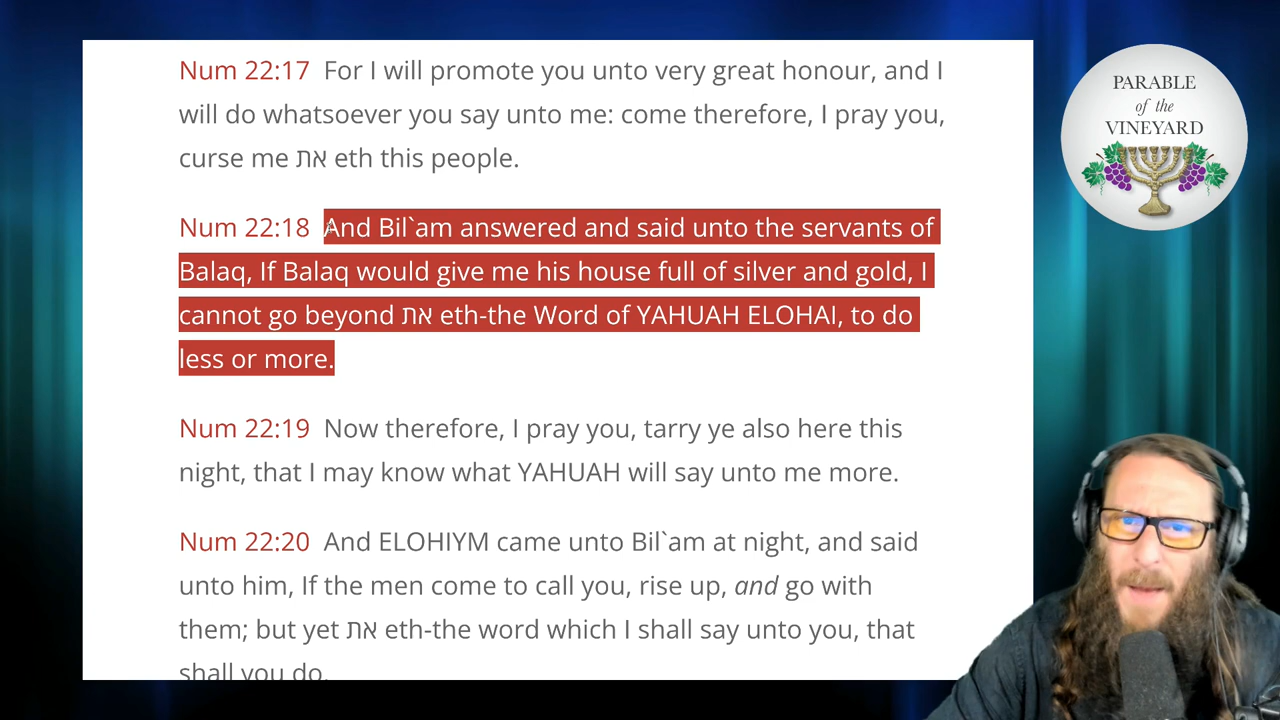 Num 22:17 For I will promote you unto very great honour, and I
will do whatsoever you say unto me: come therefore, I pray you,
curse me את eth this people.
Num 22:18 And Bil`am answered and said unto the servants of
Balaq, If Balaq would give me his house full of silver and gold, I
cannot go beyond את eth-the Word of YAHUAH ELOHAI, to do
less or more.
Num 22:19 Now therefore, I pray you, tarry ye also here this
night, that I may know what YAHUAH will say unto me more.
Num 22:20 And ELOHIYM came unto Bil`am at night, and said
unto him, If the men come to call you, rise up, and go with
them; but yet את eth-the word which I shall say unto you, that
shall you do.
PARABLE
of the
VINEYARD